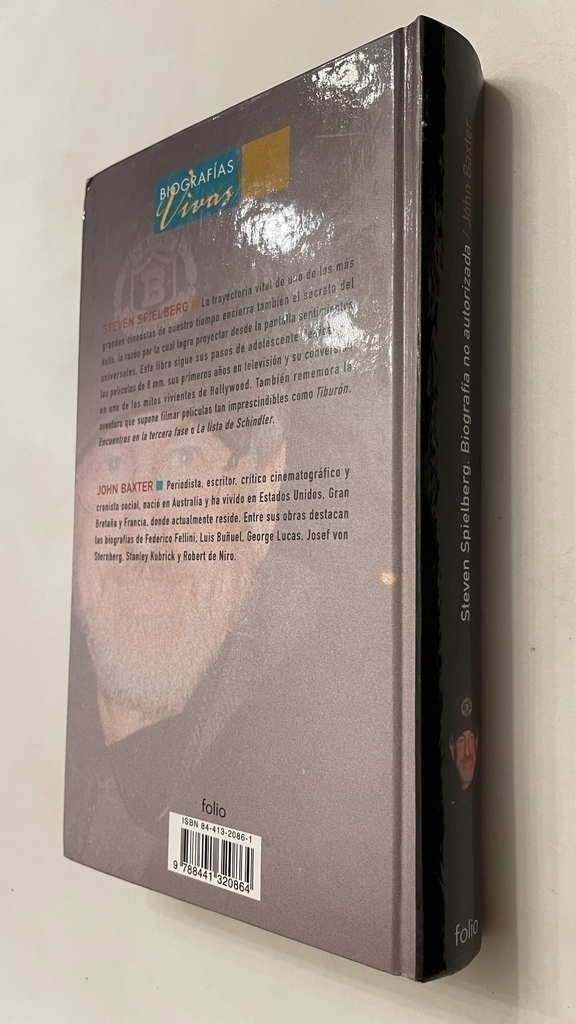 BIOGRAFÍAS
Vivas
STEVEN SPIELBERG ■ La trayectoria vital de uno de los más
grandes cineastas de nuestro tiempo encierra también el secreto del
éxito, la razón por la cual logra proyectar desde la pantalla sentimientos
universales. Este libro sigue sus pasos de adolescente
las películas de 8 mm. sus primeros años en televisión y su conversión
en uno de los mitos vivientes de Hollywood. También rememora la
aventura que supone filmar películas tan imprescindibles como Tiburón.
Encuentros en la tercera fase o La lista de Schindler.
JOHN BAXTER ■ Periodista, escritor, crítico cinematográfico y
cronista social, nació en Australia y ha vivido en Estados Unidos, Gran
Bretaña y Francia, donde actualmente reside. Entre sus obras destacan
las biografías de Federico Fellini, Luis Buñuel, George Lucas, Josef von
Sternberg, Stanley Kubrick y Robert de Niro.
folio
ISBN 84-413-2086-1
9 788441 320864
Steven Spielberg. Biografía no autorizada / John Baxter
folio